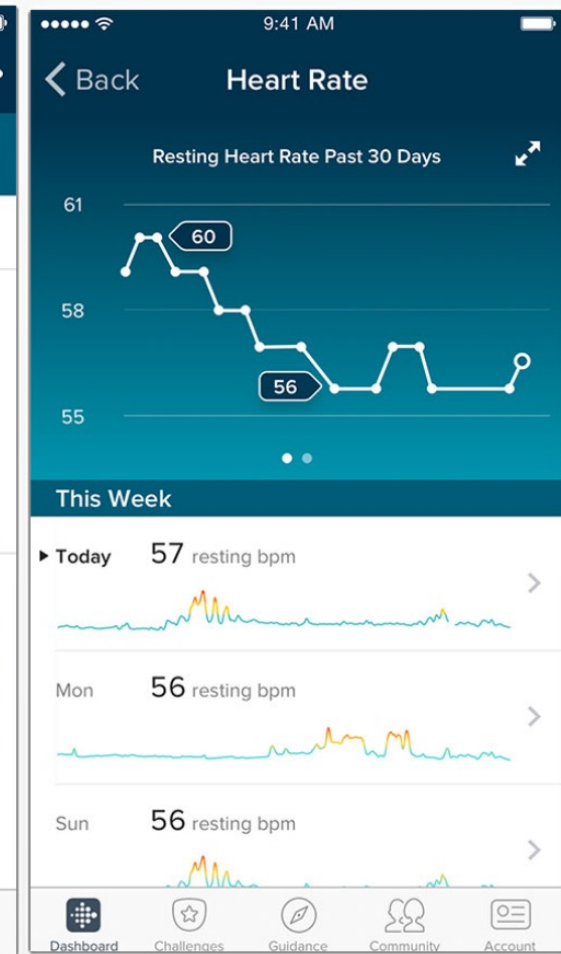 9:41 AM
Back
Heart Rate
Resting Heart Rate Past 30 Days
61
60
58
56
55
This Week
Today 57 resting bpm
Mon 56 resting bpm
Sun 56 resting bpm
Dashboard Challenges Guidance Community Account